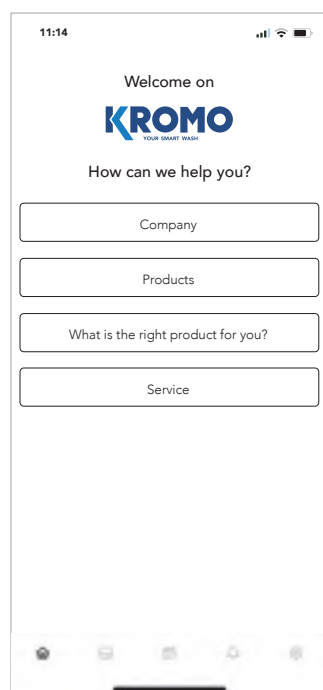 11:14
Welcome on
KROMO
YOUR SMART WASH
How can we help you?
Company
Products
What is the right product for you?
Service